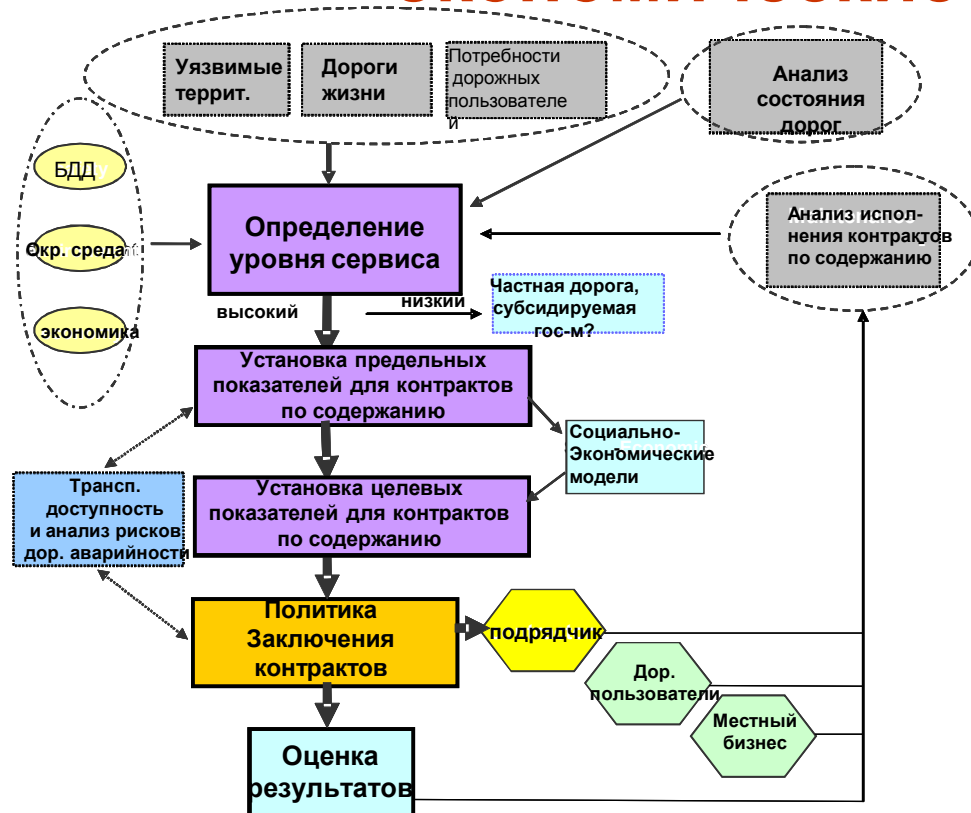 Уязвимые
террит.
Дороги
жизни
Потребности
дорожных
пользователе
й
Анализ
состояния
дорог
БДД
Окр. среда
экономика
Определение
уровня сервиса
Анализ испол-
нения контрактов
по содержанию
высокий
низкий
Частная дорога,
субсидируемая
гос-м?
Установка предельных
показателей для контрактов
по содержанию
Социально-
Экономические
модели
Трансп.
доступность
и анализ рисков
дор. аварийности
Установка целевых
показателей для контрактов
по содержанию
Политика
Заключения
контрактов
подрядчик
Дор.
пользователи
Местный
бизнес
Оценка
результатов